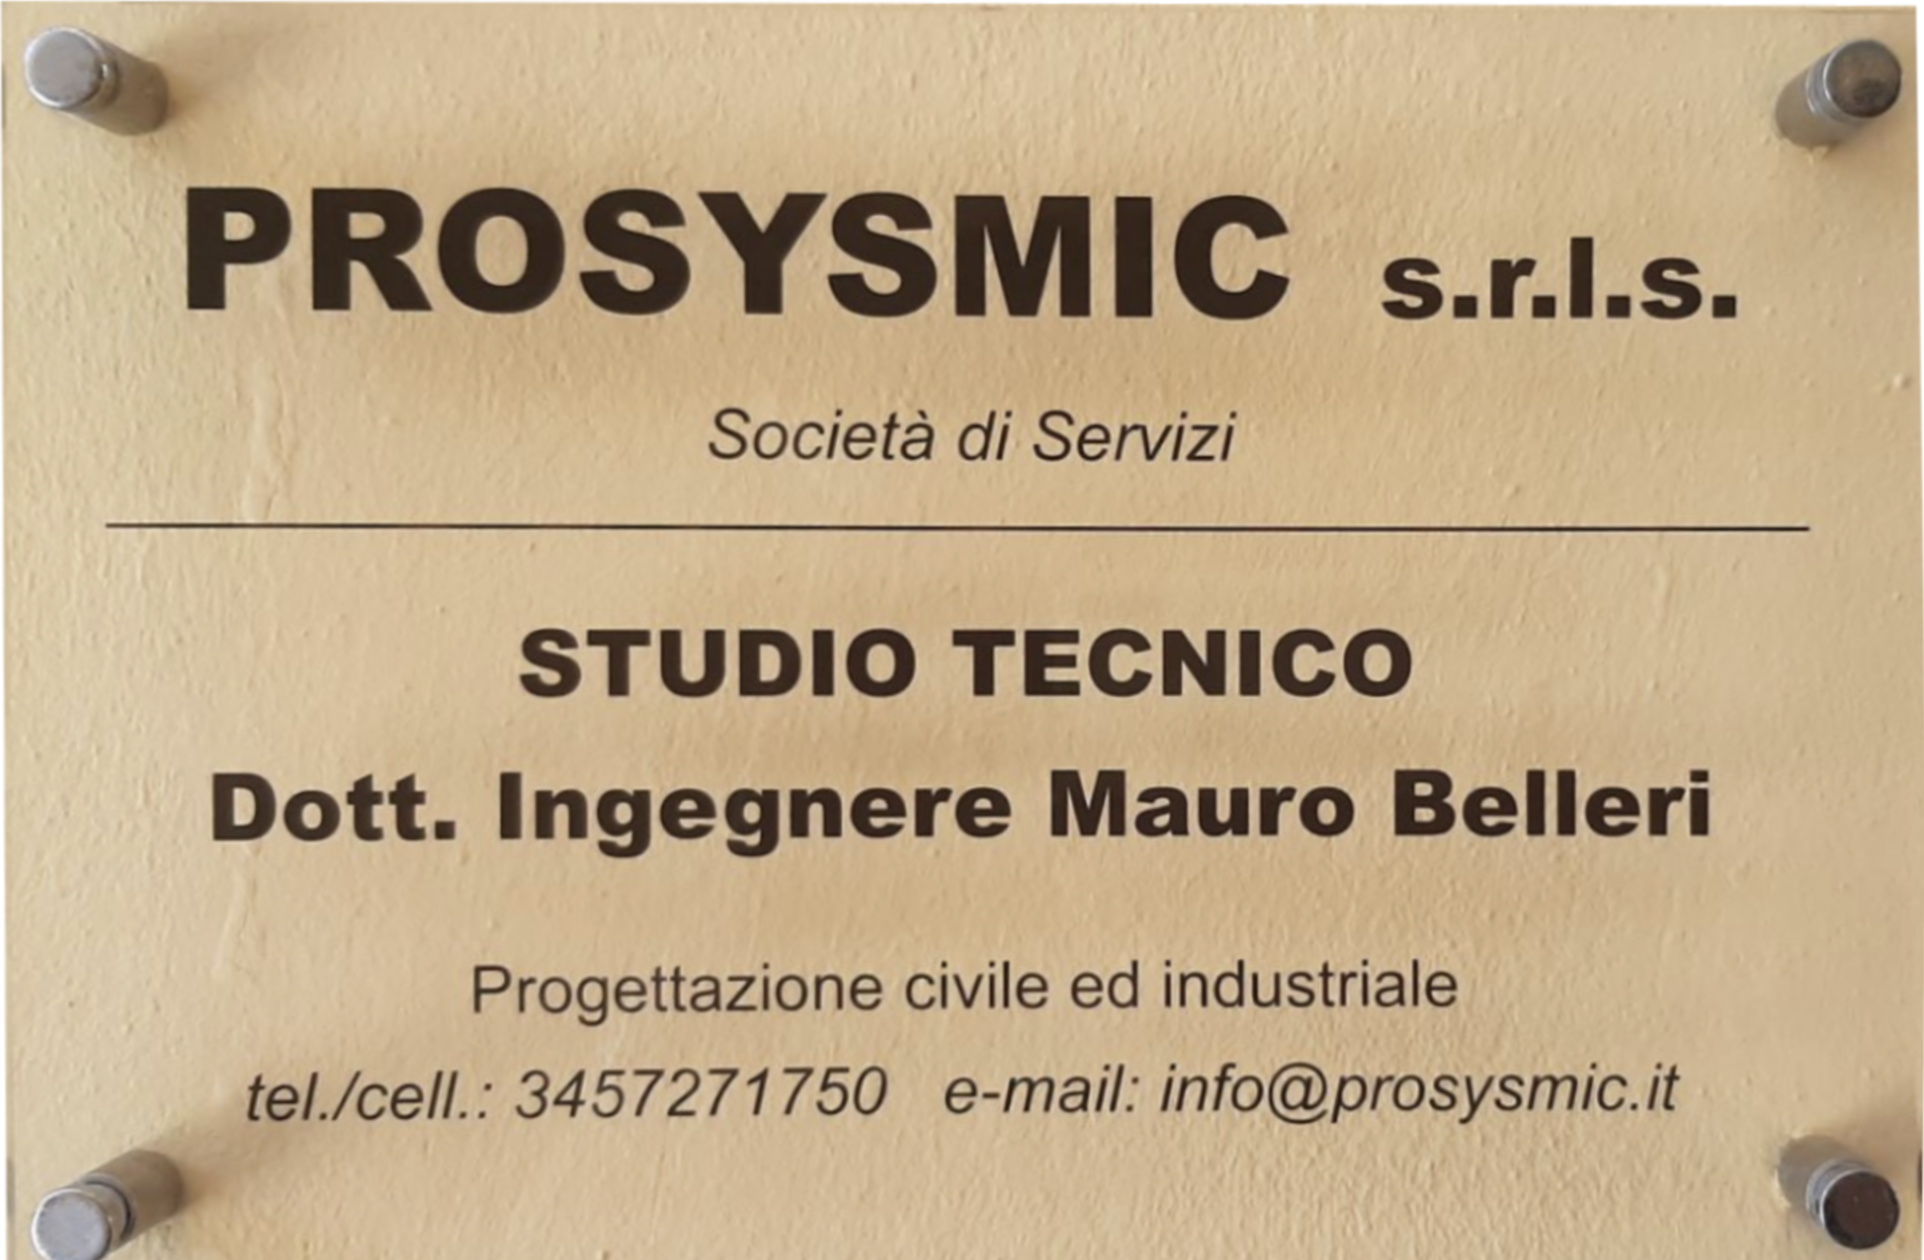 PROSYSMIC s.r.l.s.
Società di Servizi
STUDIO TECNICO
Dott. Ingegnere Mauro Belleri
Progettazione civile ed industriale
tel./cell.: 3457271750 e-mail: info@prosysmic.it